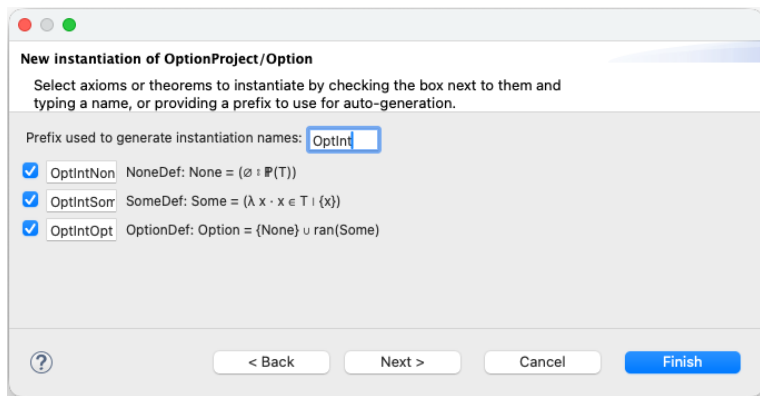 New instantiation of OptionProject/Option
Select axioms or theorems to instantiate by checking the box next to them and
typing a name, or providing a prefix to use for auto-generation.
Prefix used to generate instantiation names: OptInt
OptIntNon NoneDef: None = (∅ ⦂ ℙ(T))
OptIntSom SomeDef: Some = (λ x · x ∈ T ∣ {x})
OptIntOpt OptionDef: Option = {None} ∪ ran(Some)
? < Back Next > Cancel Finish